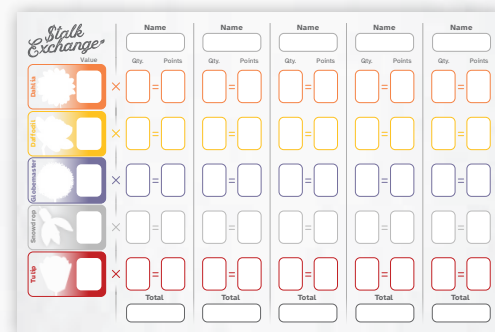 Stalk
Exchange
Name Name Name Name Name
Value
Qty. Points Qty. Points Qty. Points Qty. Points Qty. Points
Dahlia × = = = = =
Daffodil × = = = = =
Globemaster × = = = = =
Snowdrop × = = = = =
Tulip × = = = = =
Total Total Total Total Total